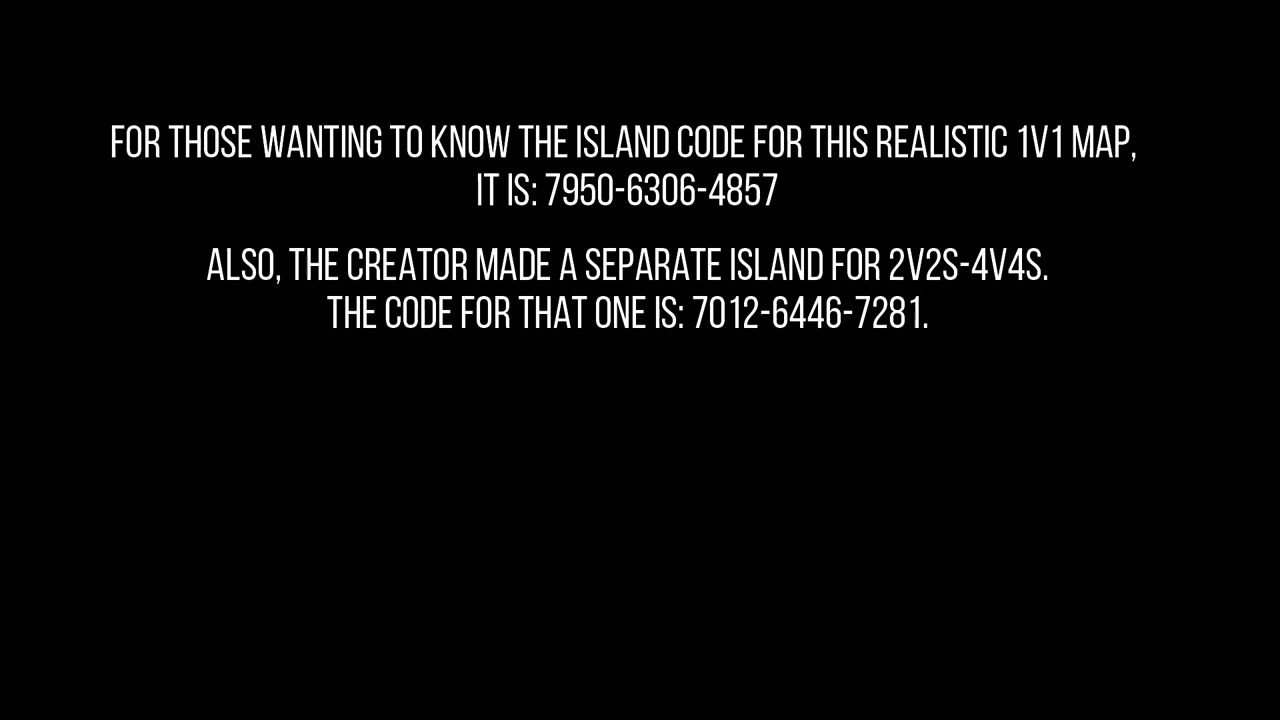 FOR THOSE WANTING TO KNOW THE ISLAND CODE FOR THIS REALISTIC 1V1 MAP,
IT IS: 7950-6306-4857
ALSO, THE CREATOR MADE A SEPARATE ISLAND FOR 2V2S-4V4S.
THE CODE FOR THAT ONE IS: 7012-6446-7281.